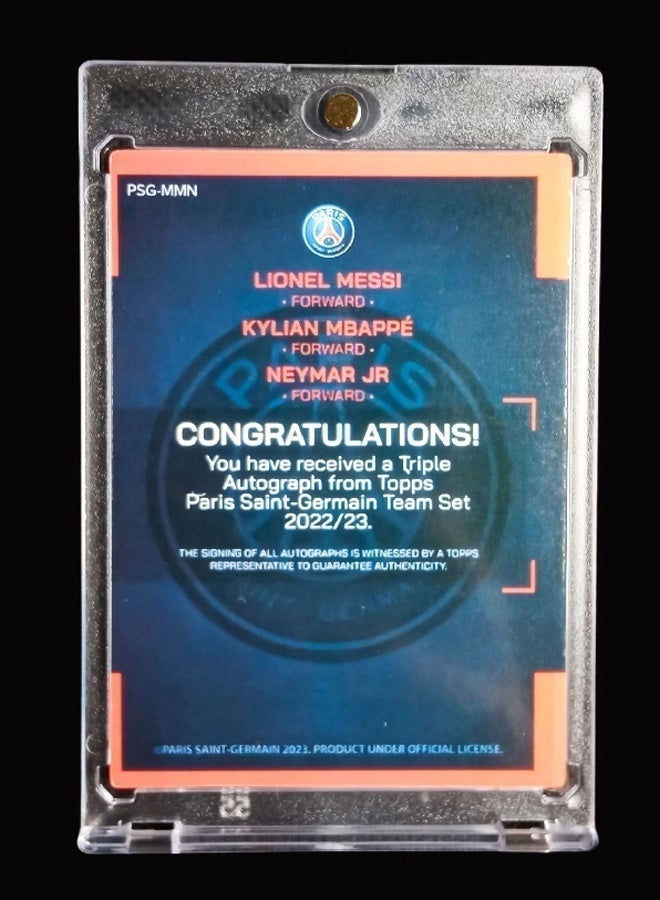 PSG-MMN
PARIS
LIONEL MESSI
• FORWARD •
KYLIAN MBAPPÉ
• FORWARD •
NEYMAR JR
• FORWARD •
PARIS
CONGRATULATIONS!
You have received a Triple
Autograph from Topps
Paris Saint-Germain Team Set
2022/23.
THE SIGNING OF ALL AUTOGRAPHS IS WITNESSED BY A TOPPS
REPRESENTATIVE TO GUARANTEE AUTHENTICITY.
©PARIS SAINT-GERMAIN 2023. PRODUCT UNDER OFFICIAL LICENSE.